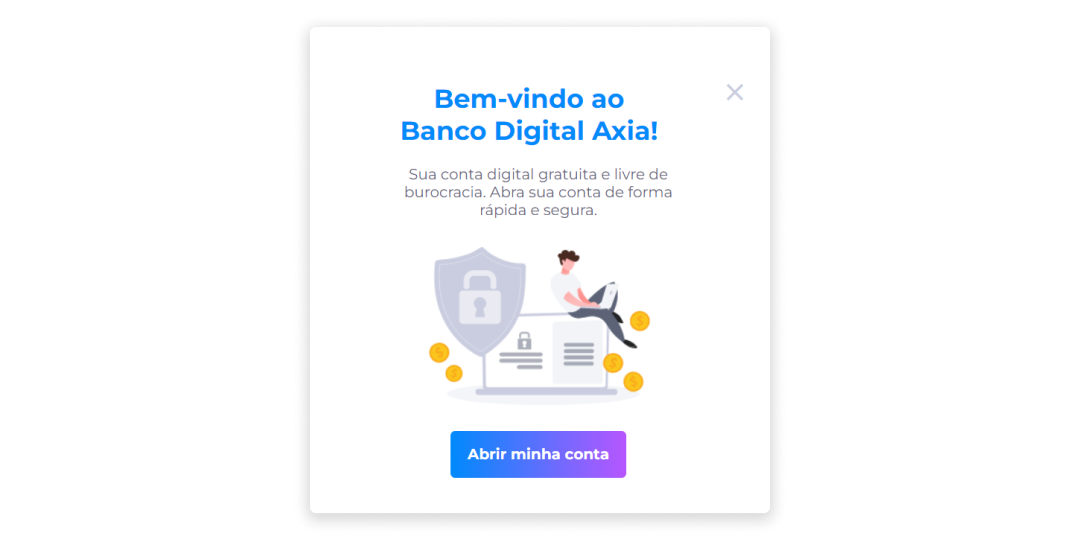 Bem-vindo ao
Banco Digital Axia!
Sua conta digital gratuita e livre de
burocracia. Abra sua conta de forma
rápida e segura.
Abrir minha conta